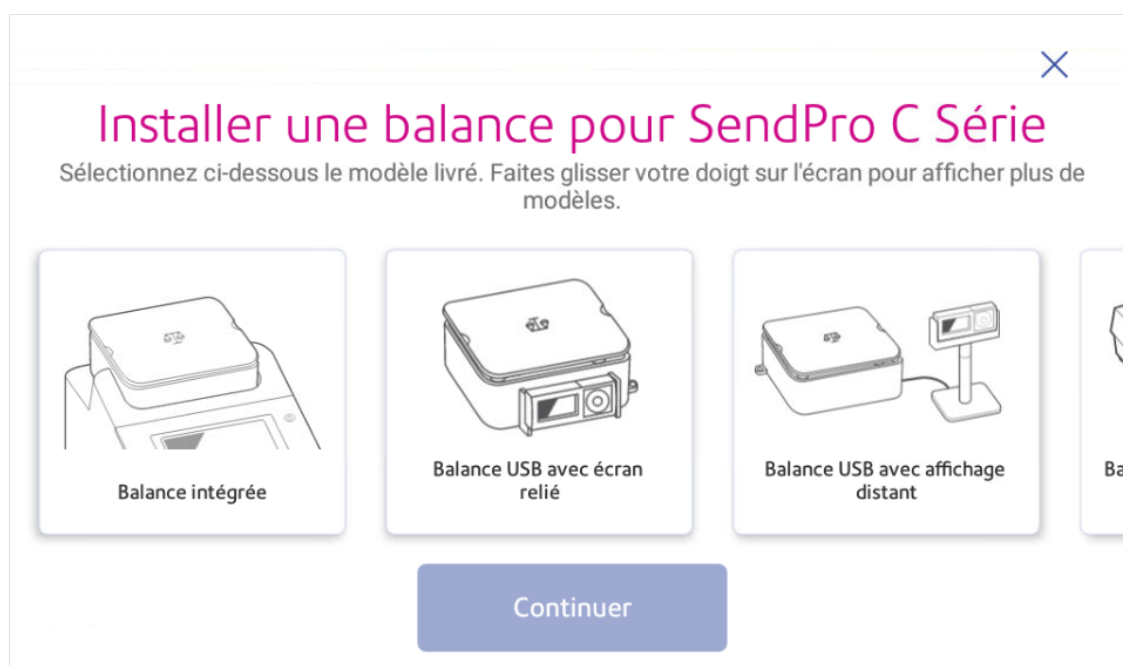 Installer une balance pour SendPro C Série
Sélectionnez ci-dessous le modèle livré. Faites glisser votre doigt sur l'écran pour afficher plus de
modèles.
Balance intégrée
Balance USB avec écran
relié
Balance USB avec affichage
distant
Continuer